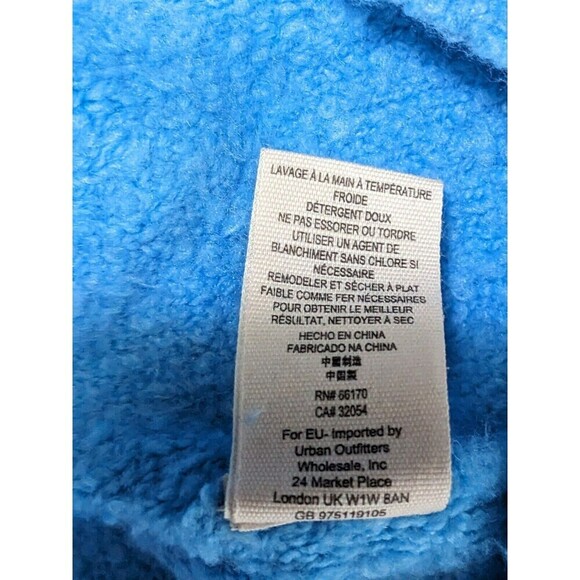 LAVAGE À LA MAIN À TEMPÉRATURE
FROIDE
DÉTERGENT DOUX
NE PAS ESSORER OU TORDRE
UTILISER UN AGENT DE
BLANCHIMENT SANS CHLORE SI
NÉCESSAIRE
REMODELER ET SÉCHER À PLAT
FAIBLE COMME FER NÉCESSAIRES
POUR OBTENIR LE MEILLEUR
RÉSULTAT, NETTOYER À SEC
HECHO EN CHINA
FABRICADO NA CHINA
中國制造
中国製
RN# 66170
CA# 32054
For EU- Imported by
Urban Outfitters
Wholesale, Inc
24 Market Place
London UK W1W 8AN
GB 975119105